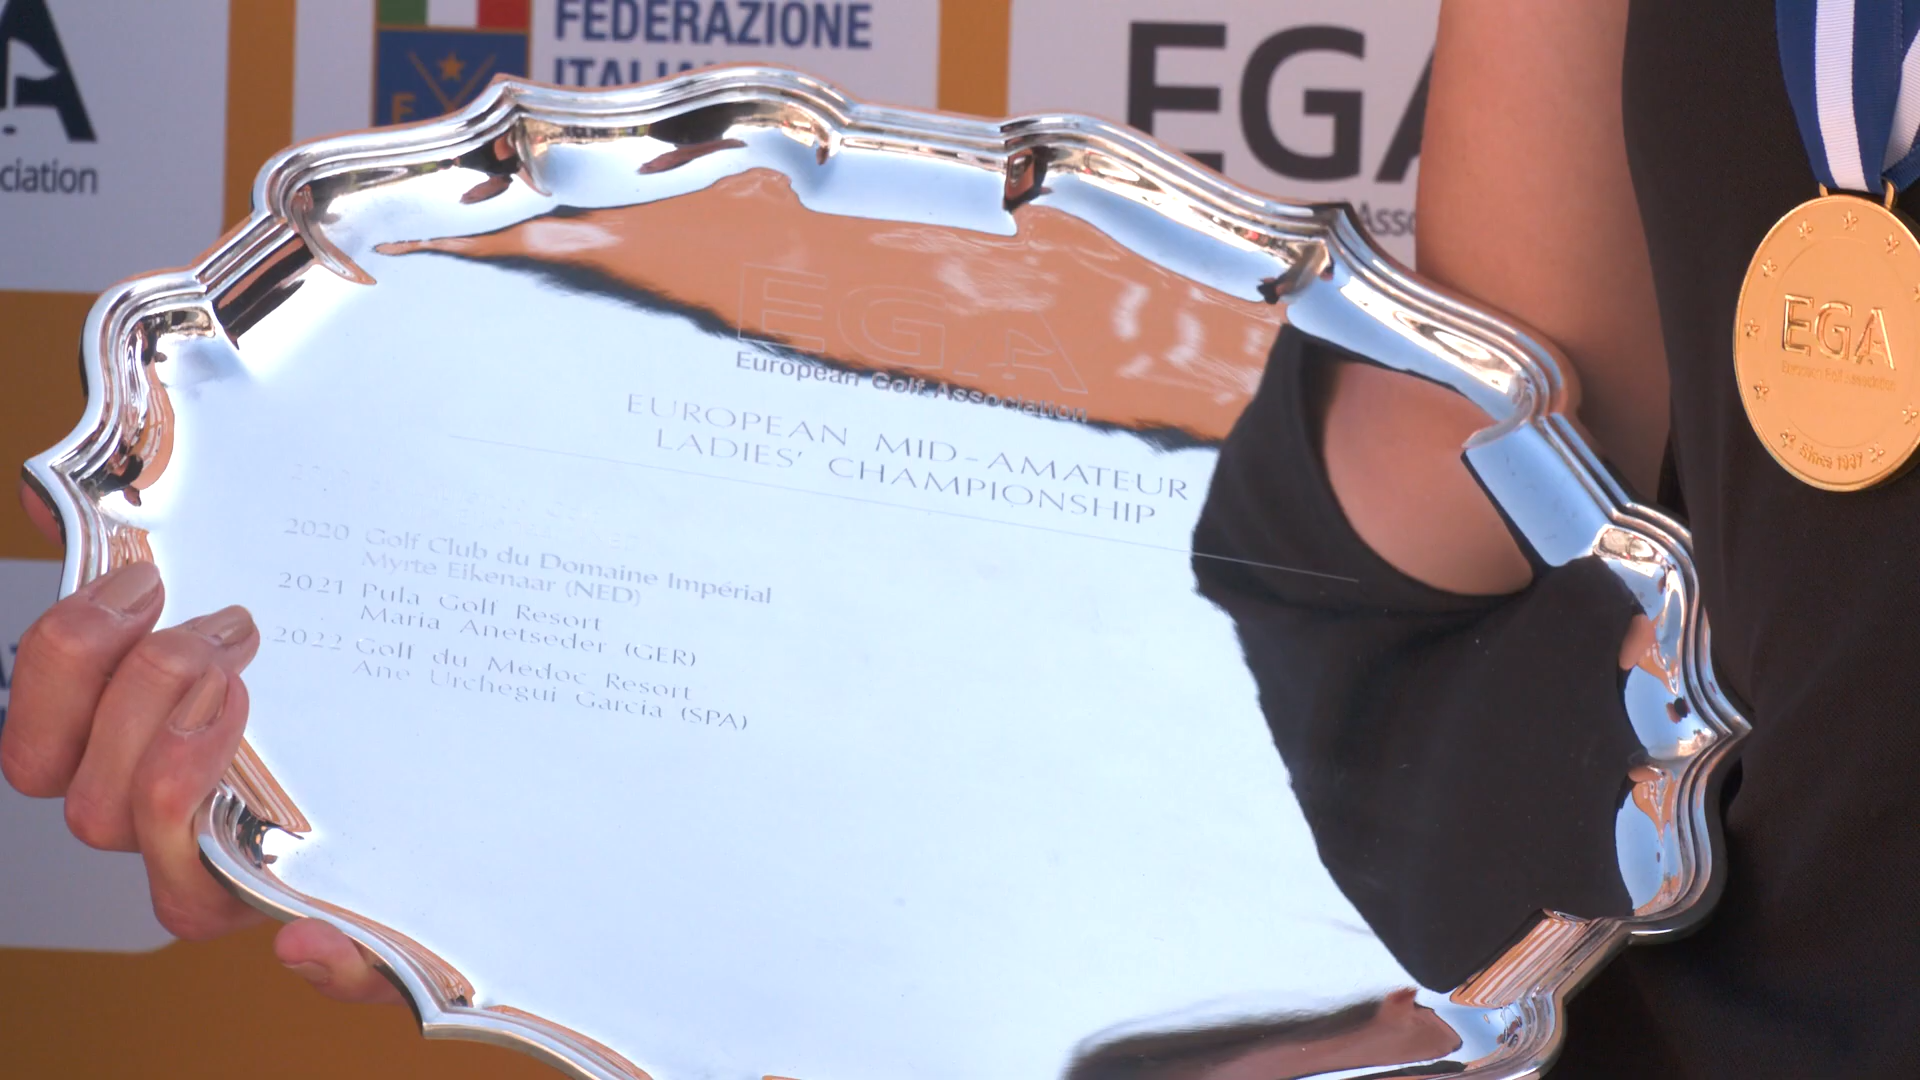 FEDERAZIONE
EGA
ciation
EGA
European Golf Association
EUROPEAN MID-AMATEUR
LADIES' CHAMPIONSHIP
2020 Golf Club du Domaine Impérial
Myrte Eikenaar (NED)
2021 Pula Golf Resort
Maria Anetseder (GER)
2022 Golf du Medoc Resort
Ane Urchegui Garcia (SPA)
EGA
European Golf Association
Since 1937